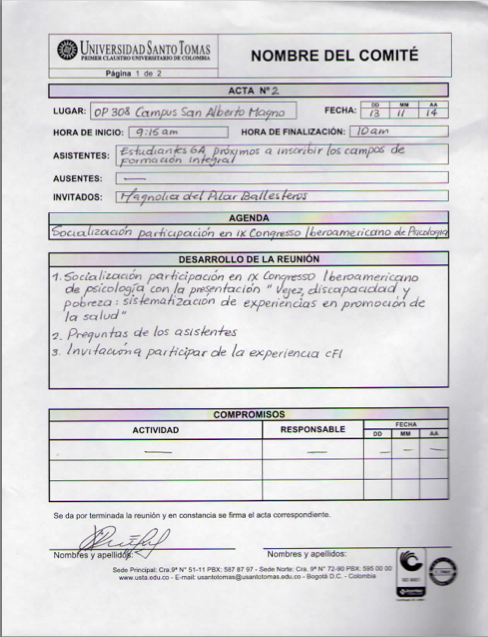 UNIVERSIDAD SANTO TOMAS
PRIMER CLAUSTRO UNIVERSITARIO DE COLOMBIA
NOMBRE DEL COMITÉ
Página 1 de 2
ACTA Nº 2
LUGAR: OP 308 Campus San Alberto Magno
FECHA: DD MM AA
13 11 14
HORA DE INICIO: 9:15 am HORA DE FINALIZACIÓN: 10 am
ASISTENTES: Estudiantes 6A, próximos a inscribir los campos de
formación integral
AUSENTES: —
INVITADOS: Magnolia del Pilar Ballesteros
AGENDA
Socialización participación en IX Congresso Iberoamericano de Psicologia
DESARROLLO DE LA REUNIÓN
1. Socialización participación en IX Congresso Iberoamericano
de psicología con la presentación "Vejez, discapacidad y
pobreza: sistematización de experiencias en promoción de
la salud"
2. Preguntas de los asistentes
3. Invitación a participar de la experiencia CFI
COMPROMISOS
ACTIVIDAD RESPONSABLE FECHA
DD MM AA
— — — — —
Se da por terminada la reunión y en constancia se firma el acta correspondiente.
Nombres y apellidos: Nombres y apellidos:
Sede Principal: Cra.9ª Nº 51-11 PBX: 587 87 97 - Sede Norte: Cra. 9ª Nº 72-90 PBX: 595 00 00
www.usta.edu.co - E-mail: usantotomas@usantotomas.edu.co - Bogotá D.C. - Colombia